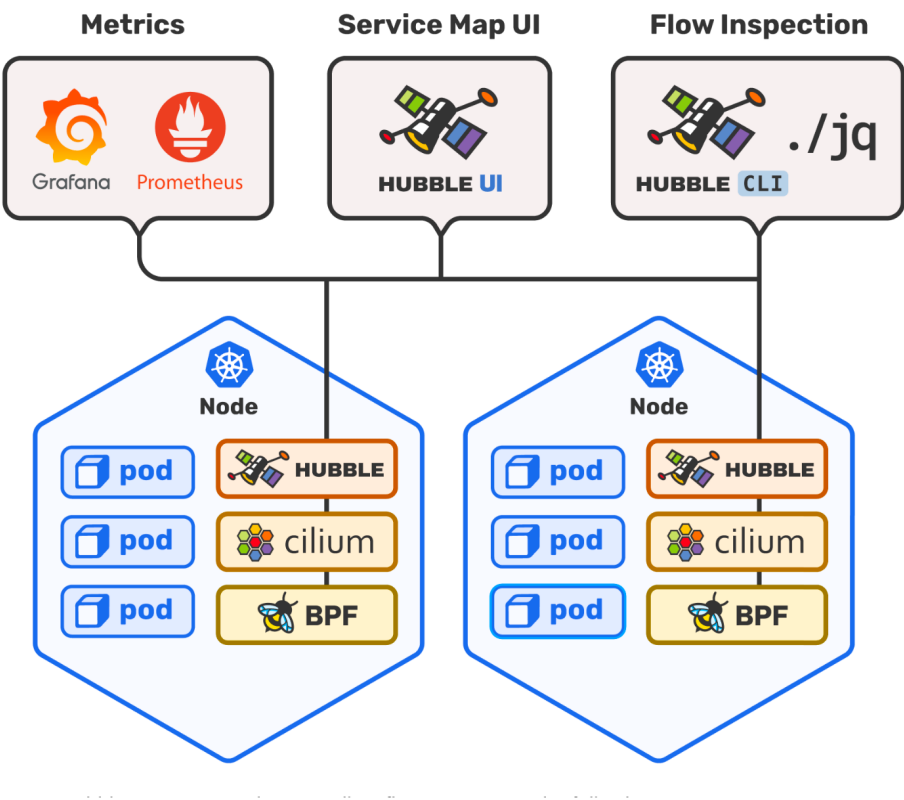 Metrics
Service Map UI
Flow Inspection
Grafana
Prometheus
HUBBLE UI
./jq
HUBBLE CLI
Node
pod
HUBBLE
pod
cilium
pod
BPF
Node
pod
HUBBLE
pod
cilium
pod
BPF